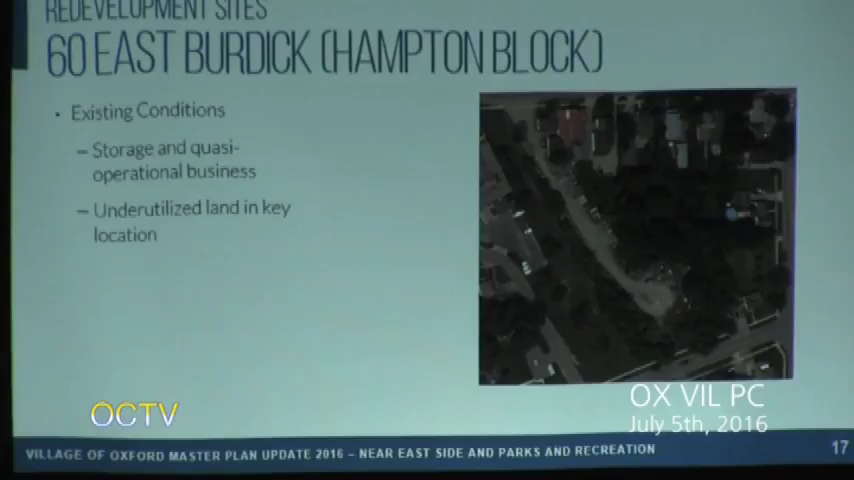 REDEVELOPMENT SITES
60 EAST BURDICK (HAMPTON BLOCK)
• Existing Conditions
– Storage and quasi-
operational business
– Underutilized land in key
location
OCTV
OX VIL PC
July 5th, 2016
VILLAGE OF OXFORD MASTER PLAN UPDATE 2016 – NEAR EAST SIDE AND PARKS AND RECREATION
17